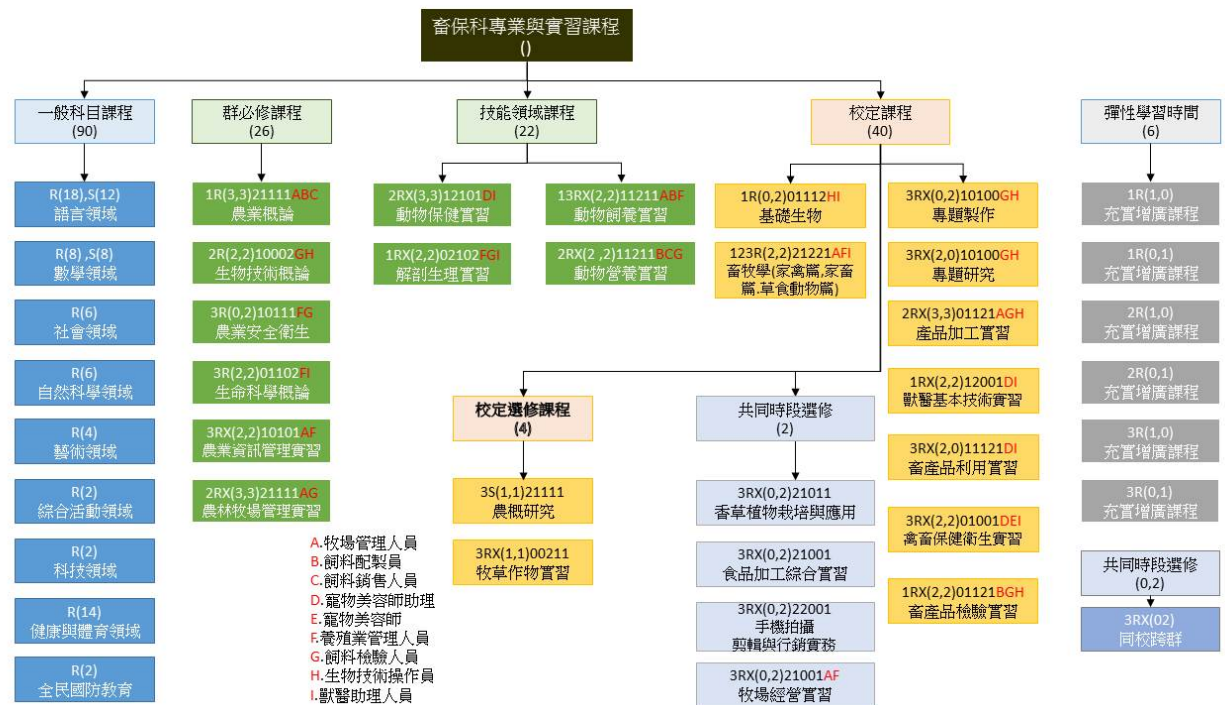 畜保科專業與實習課程
()
一般科目課程
(90)
R(18),S(12)
語言領域
R(8) ,S(8)
數學領域
R(6)
社會領域
R(6)
自然科學領域
R(4)
藝術領域
R(2)
綜合活動領域
R(2)
科技領域
R(14)
健康與體育領域
R(2)
全民國防教育
群必修課程
(26)
1R(3,3)21111ABC
農業概論
2R(2,2)10002GH
生物技術概論
3R(0,2)10111FG
農業安全衛生
3R(2,2)01102FI
生命科學概論
3RX(2,2)10101AF
農業資訊管理實習
2RX(3,3)21111AG
農林牧場管理實習
技能領域課程
(22)
2RX(3,3)12101DI
動物保健實習
1RX(2,2)02102FGI
解剖生理實習
13RX(2,2)11211ABF
動物飼養實習
2RX(2 ,2)11211BCG
動物營養實習
校定課程
(40)
1R(0,2)01112HI
基礎生物
123R(2,2)21221AFI
畜牧學(家禽篇,家畜
篇.草食動物篇)
3RX(0,2)10100GH
專題製作
3RX(2,0)10100GH
專題研究
2RX(3,3)01121AGH
產品加工實習
1RX(2,2)12001DI
獸醫基本技術實習
3RX(2,0)11121DI
畜產品利用實習
3RX(2,2)01001DEI
禽畜保健衛生實習
1RX(2,2)01121BGH
畜產品檢驗實習
校定選修課程
(4)
3S(1,1)21111
農概研究
3RX(1,1)00211
牧草作物實習
共同時段選修
(2)
3RX(0,2)21011
香草植物栽培與應用
3RX(0,2)21001
食品加工綜合實習
3RX(0,2)22001
手機拍攝
剪輯與行銷實務
3RX(0,2)21001AF
牧場經營實習
彈性學習時間
(6)
1R(1,0)
充實增廣課程
1R(0,1)
充實增廣課程
2R(1,0)
充實增廣課程
2R(0,1)
充實增廣課程
3R(1,0)
充實增廣課程
3R(0,1)
充實增廣課程
共同時段選修
(0,2)
3RX(02)
同校跨群
A.牧場管理人員
B.飼料配製員
C.飼料銷售人員
D.寵物美容師助理
E.寵物美容師
F.養殖業管理人員
G.飼料檢驗人員
H.生物技術操作員
I.獸醫助理人員